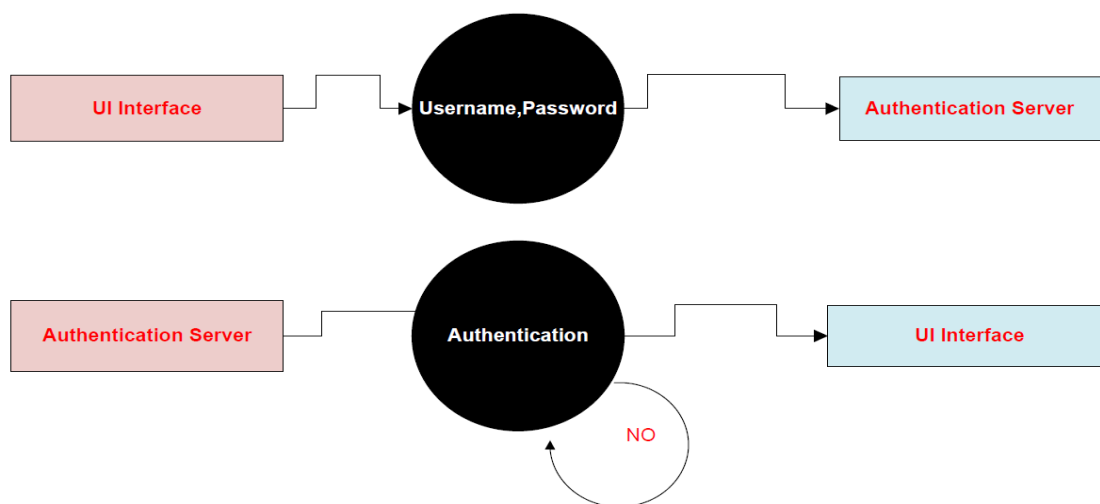 UI Interface
Username,Password
Authentication Server
Authentication Server
Authentication
UI Interface
NO